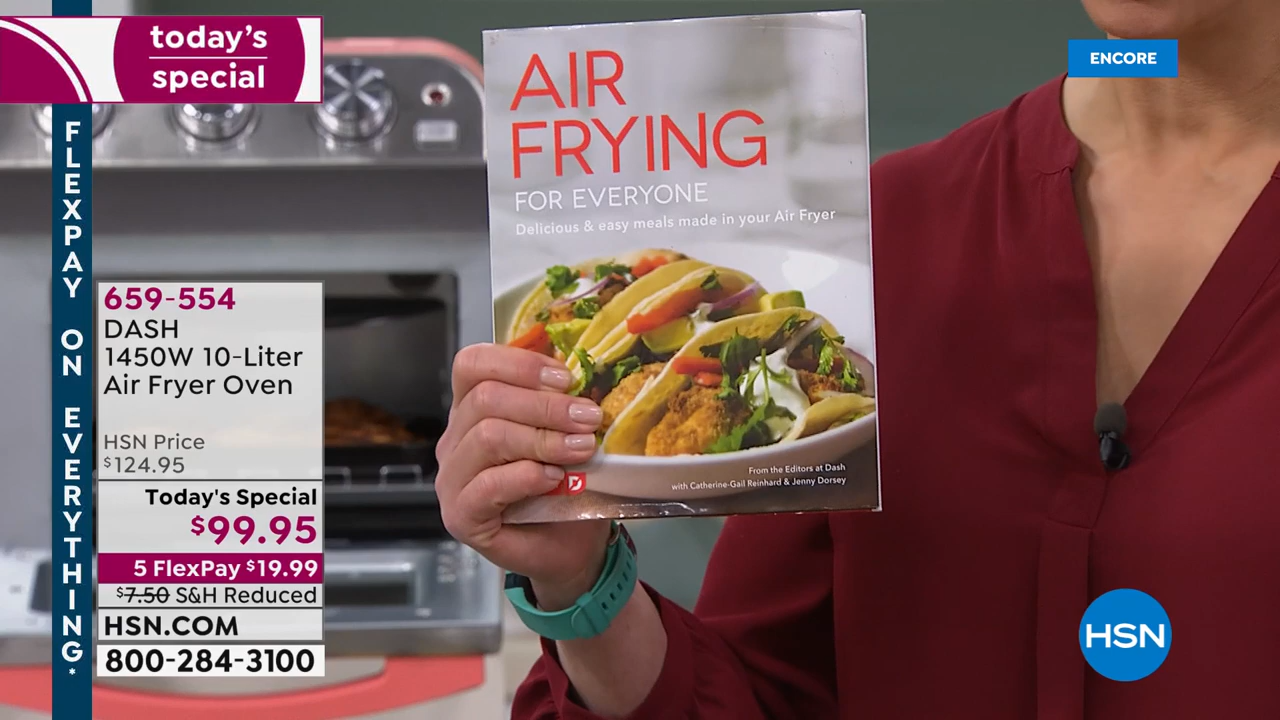 today's
special
FLEXPAY ON EVERYTHING*
659-554
DASH
1450W 10-Liter
Air Fryer Oven
HSN Price
$124.95
Today's Special
$99.95
5 FlexPay $19.99
$7.50 S&H Reduced
HSN.COM
800-284-3100
AIR
FRYING
FOR EVERYONE
Delicious & easy meals made in your Air Fryer
From the Editors at Dash
with Catherine-Gail Reinhard & Jenny Dorsey
ENCORE
HSN